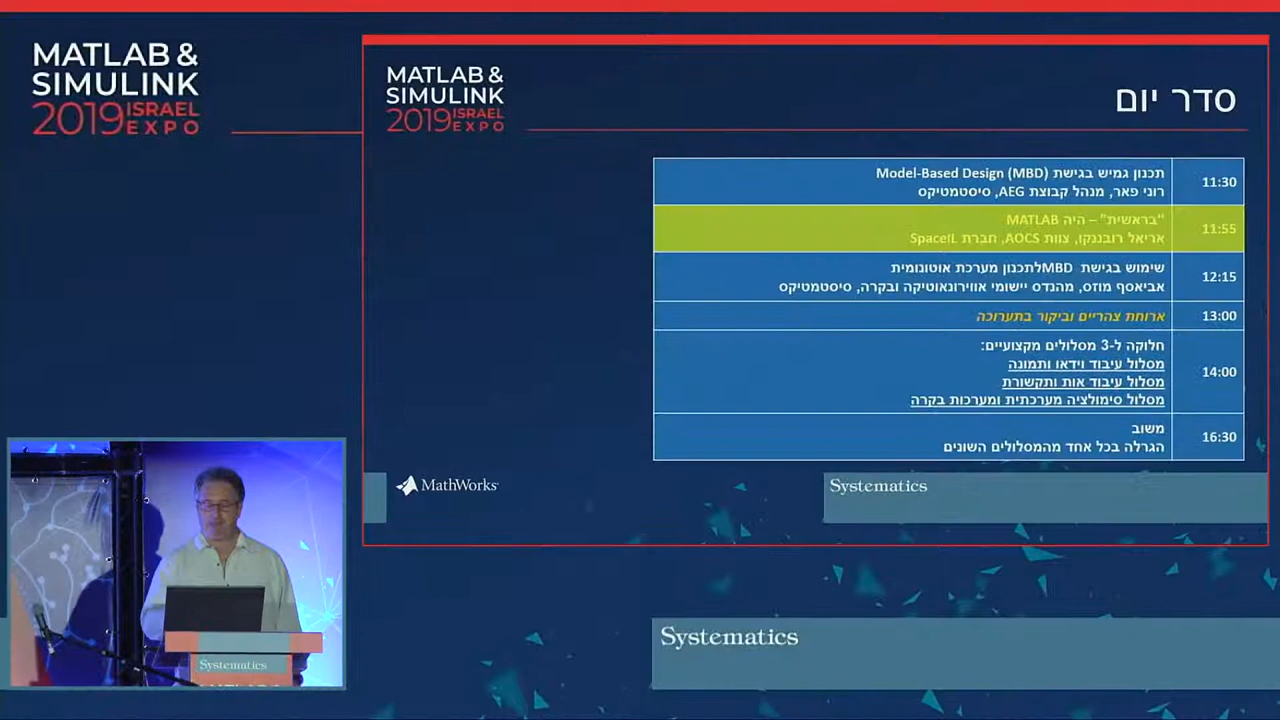 MATLAB &
SIMULINK
2019 ISRAEL EXPO
MATLAB &
SIMULINK
2019 ISRAEL EXPO
סדר יום
11:30
תכנון גמיש בגישת Model-Based Design (MBD)
רוני פאר, מנהל קבוצת AEG, סיסטמטיקס
11:55
"בראשית" – היה MATLAB
אריאל רובננקו, צוות AOCS, חברת SpaceIL
12:15
שימוש בגישת MBDלתכנון מערכת אוטונומית
אביאסף מוזס, מהנדס יישומי אווירונאוטיקה ובקרה, סיסטמטיקס
13:00
ארוחת צהריים וביקור בתערוכה
14:00
חלוקה ל-3 מסלולים מקצועיים:
מסלול עיבוד וידאו ותמונה
מסלול עיבוד אות ותקשורת
מסלול סימולציה מערכתית ומערכות בקרה
16:30
משוב
הגרלה בכל אחד מהמסלולים השונים
MathWorks
Systematics
Systematics
Systematics